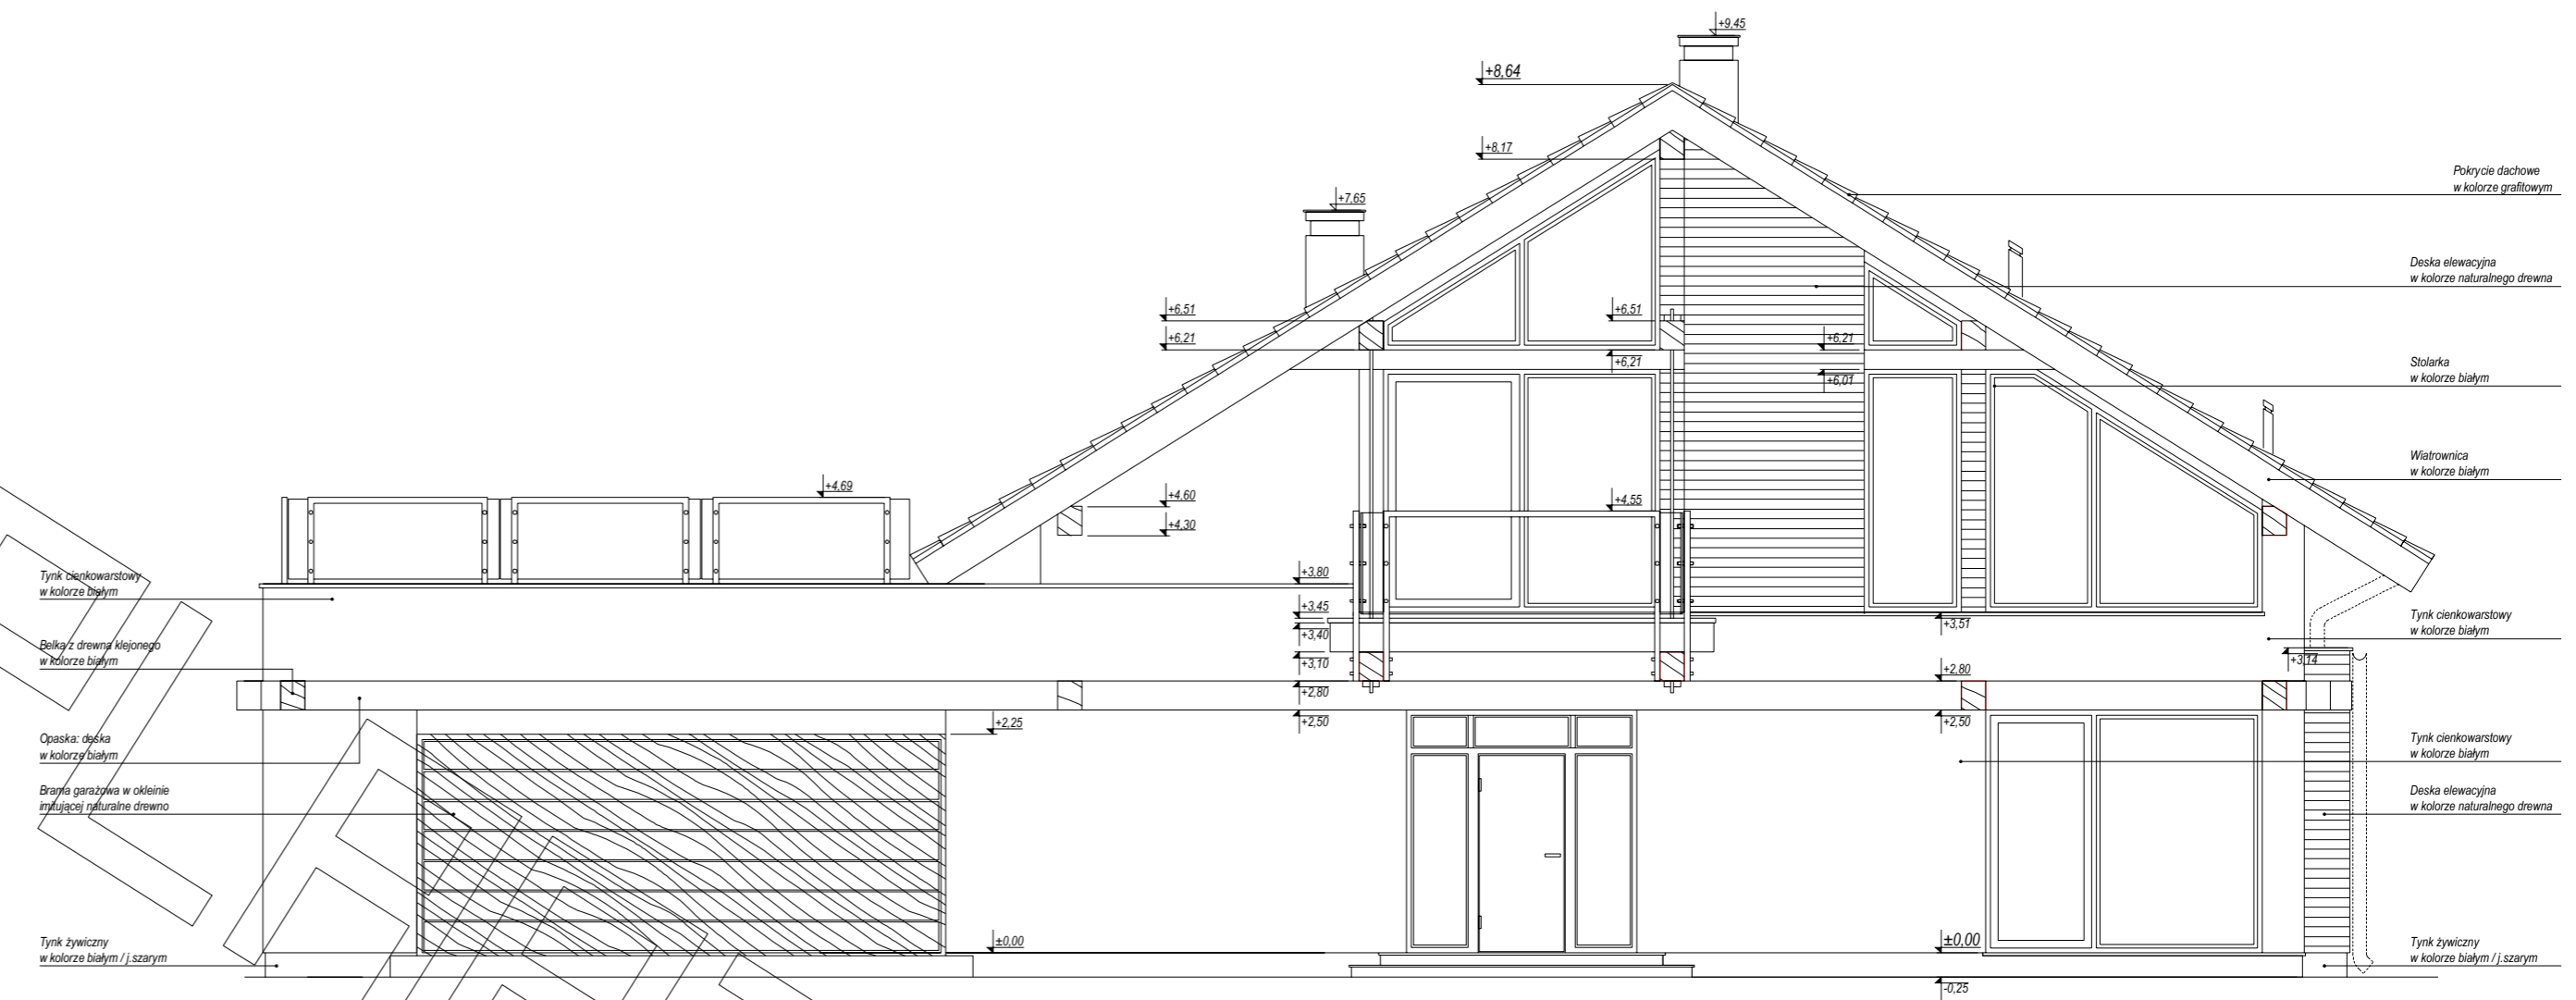 +9,45
+8,64
+8,17
+7,65
Pokrycie dachowe
w kolorze grafitowym
Deska elewacyjna
w kolorze naturalnego drewna
+6,51
+6,51
+6,21
+6,21
+6,21
+6,01
Stolarka
w kolorze białym
Wiatrownica
w kolorze białym
+4,69
+4,60
+4,55
+4,30
Tynk cienkowarstowy
w kolorze białym
+3,80
+3,45
+3,40
+3,51
Tynk cienkowarstowy
w kolorze białym
Belka z drewna klejonego
w kolorze białym
+3,10
+3,14
+2,80
+2,80
+2,50
+2,50
+2,25
Opaska: deska
w kolorze białym
Tynk cienkowarstowy
w kolorze białym
Brama garażowa w okleinie
imitującej naturalne drewno
Deska elewacyjna
w kolorze naturalnego drewna
Tynk żywiczny
w kolorze białym / j.szarym
±0,00
±0,00
Tynk żywiczny
w kolorze białym / j.szarym
-0,25